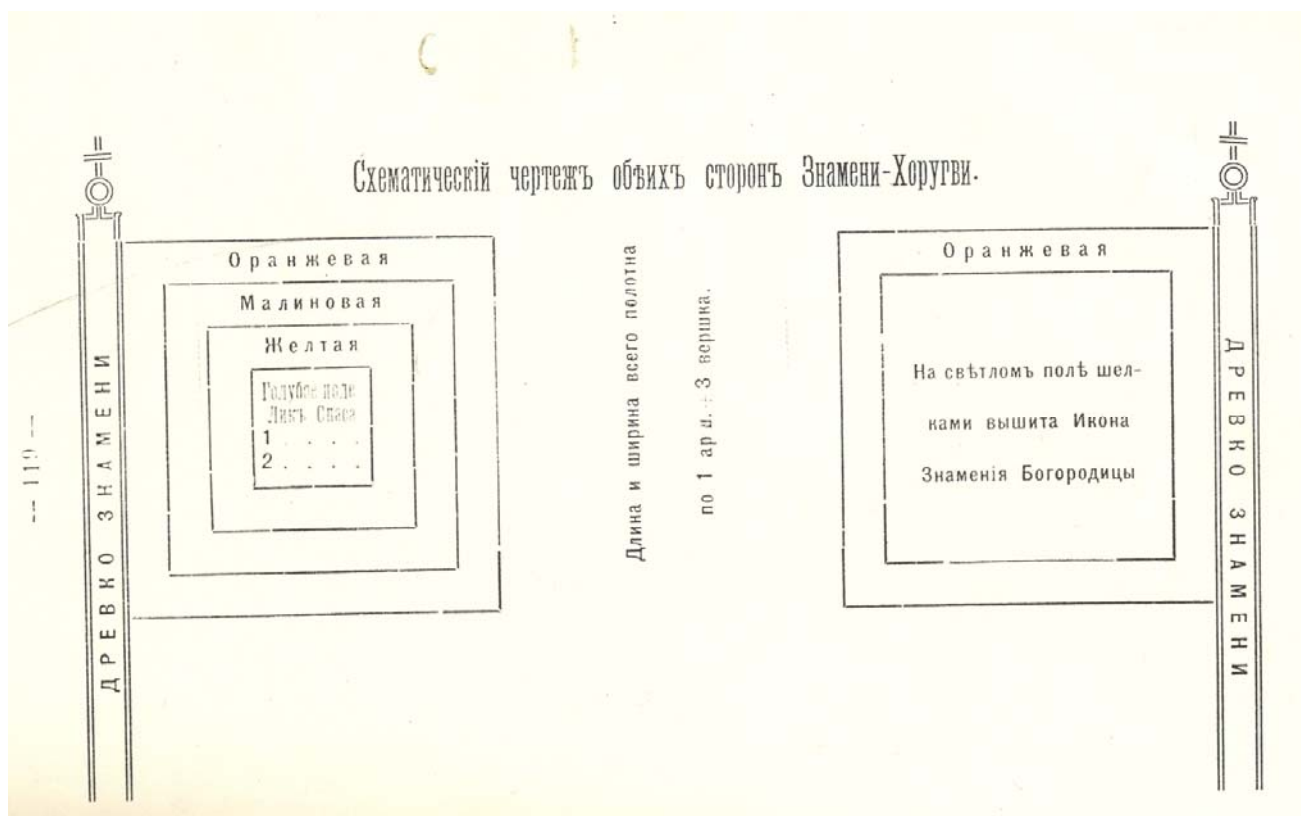 Схематическій чертежъ обѣихъ сторонъ Знамени-Хоругви.
ДРЕВКО ЗНАМЕНИ
Оранжевая
Малиновая
Желтая
Голубое поле
Ликъ Спаса
1 . . . .
2 . . . .
Длина и ширина всего полотна
по 1 арш. 3 вершка.
Оранжевая
На свѣтломъ полѣ шел-
ками вышита Икона
Знаменія Богородицы
ДРЕВКО ЗНАМЕНИ
— 119 —